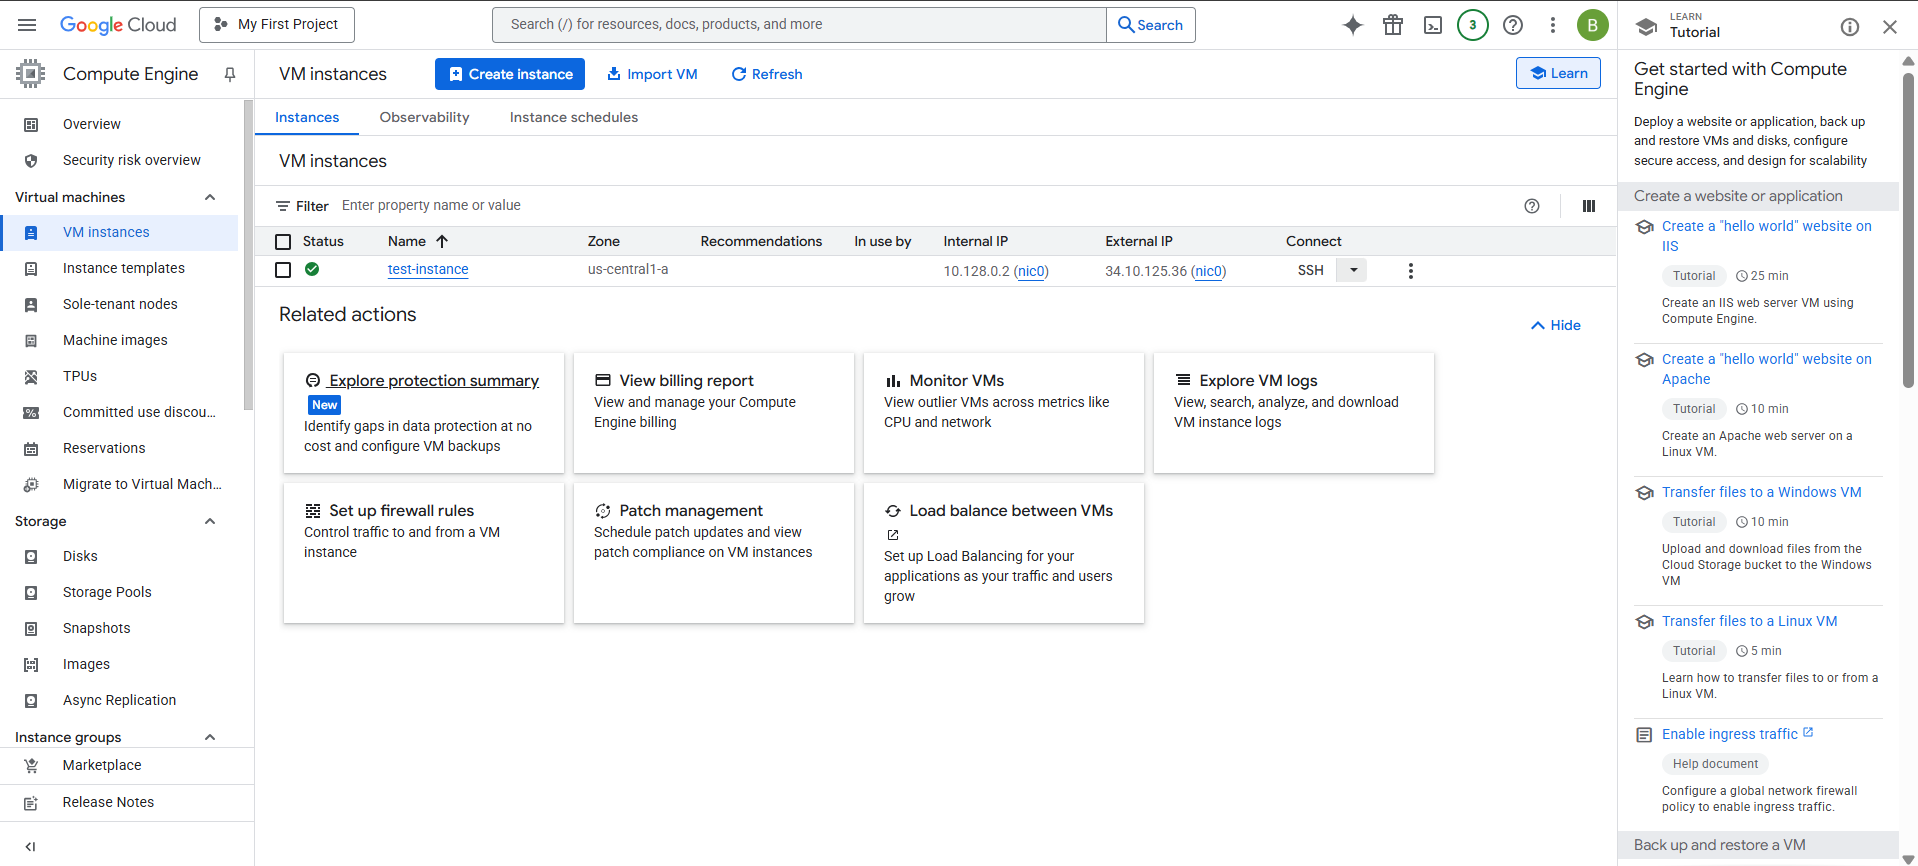 Google Cloud
My First Project
Search (/) for resources, docs, products, and more
Search
3
B
LEARN
Tutorial
Compute Engine
VM instances
Create instance
Import VM
Refresh
Learn
Overview
Security risk overview
Virtual machines
VM instances
Instance templates
Sole-tenant nodes
Machine images
TPUs
Committed use discou...
Reservations
Migrate to Virtual Mach...
Storage
Disks
Storage Pools
Snapshots
Images
Async Replication
Instance groups
Marketplace
Release Notes
Instances
Observability
Instance schedules
VM instances
Filter
Enter property name or value
Status Name Zone Recommendations In use by Internal IP External IP Connect
test-instance us-central1-a 10.128.0.2 (nic0) 34.10.125.36 (nic0) SSH
Related actions
Hide
Explore protection summary
New
Identify gaps in data protection at no
cost and configure VM backups
View billing report
View and manage your Compute
Engine billing
Monitor VMs
View outlier VMs across metrics like
CPU and network
Explore VM logs
View, search, analyze, and download
VM instance logs
Set up firewall rules
Control traffic to and from a VM
instance
Patch management
Schedule patch updates and view
patch compliance on VM instances
Load balance between VMs
Set up Load Balancing for your
applications as your traffic and users
grow
Get started with Compute
Engine
Deploy a website or application, back up
and restore VMs and disks, configure
secure access, and design for scalability
Create a website or application
Create a "hello world" website on
IIS
Tutorial 25 min
Create an IIS web server VM using
Compute Engine.
Create a "hello world" website on
Apache
Tutorial 10 min
Create an Apache web server on a
Linux VM.
Transfer files to a Windows VM
Tutorial 10 min
Upload and download files from the
Cloud Storage bucket to the Windows
VM
Transfer files to a Linux VM
Tutorial 5 min
Learn how to transfer files to or from a
Linux VM.
Enable ingress traffic
Help document
Configure a global network firewall
policy to enable ingress traffic.
Back up and restore a VM